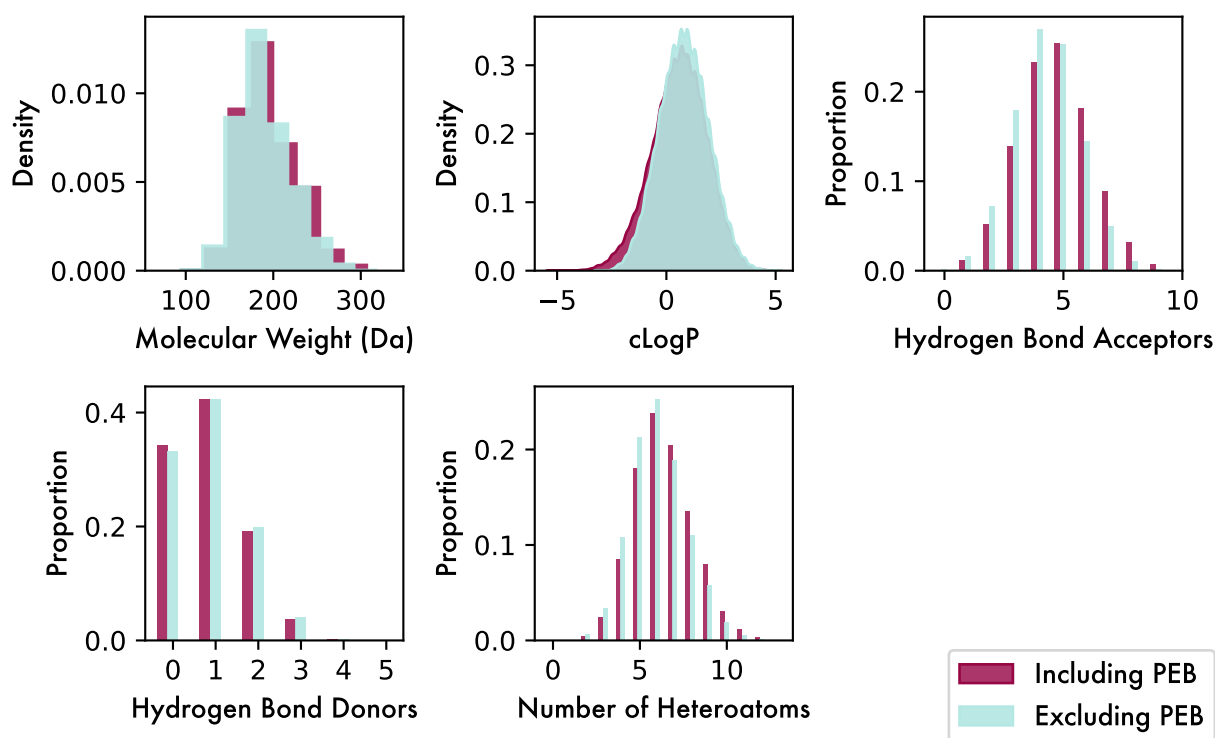 Density
0.010
0.005
0.000
100 200 300
Molecular Weight (Da)
Density
0.3
0.2
0.1
0.0
−5 0 5
cLogP
Proportion
0.2
0.1
0.0
0 5 10
Hydrogen Bond Acceptors
Proportion
0.4
0.2
0.0
0 1 2 3 4 5
Hydrogen Bond Donors
Proportion
0.2
0.1
0.0
0 5 10
Number of Heteroatoms
Including PEB
Excluding PEB